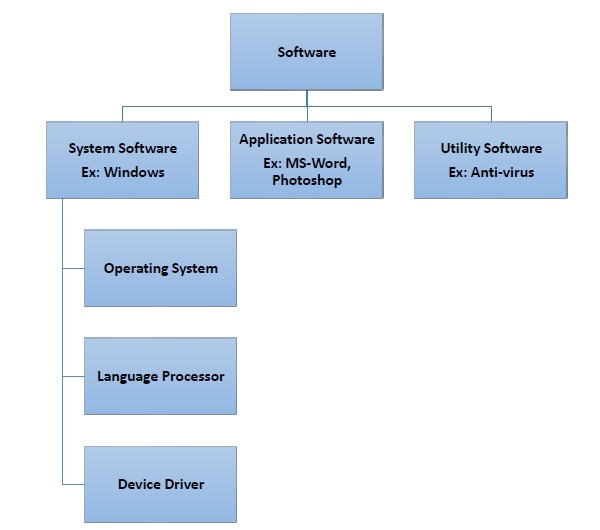 Software
System Software
Ex: Windows
Application Software
Ex: MS-Word,
Photoshop
Utility Software
Ex: Anti-virus
Operating System
Language Processor
Device Driver